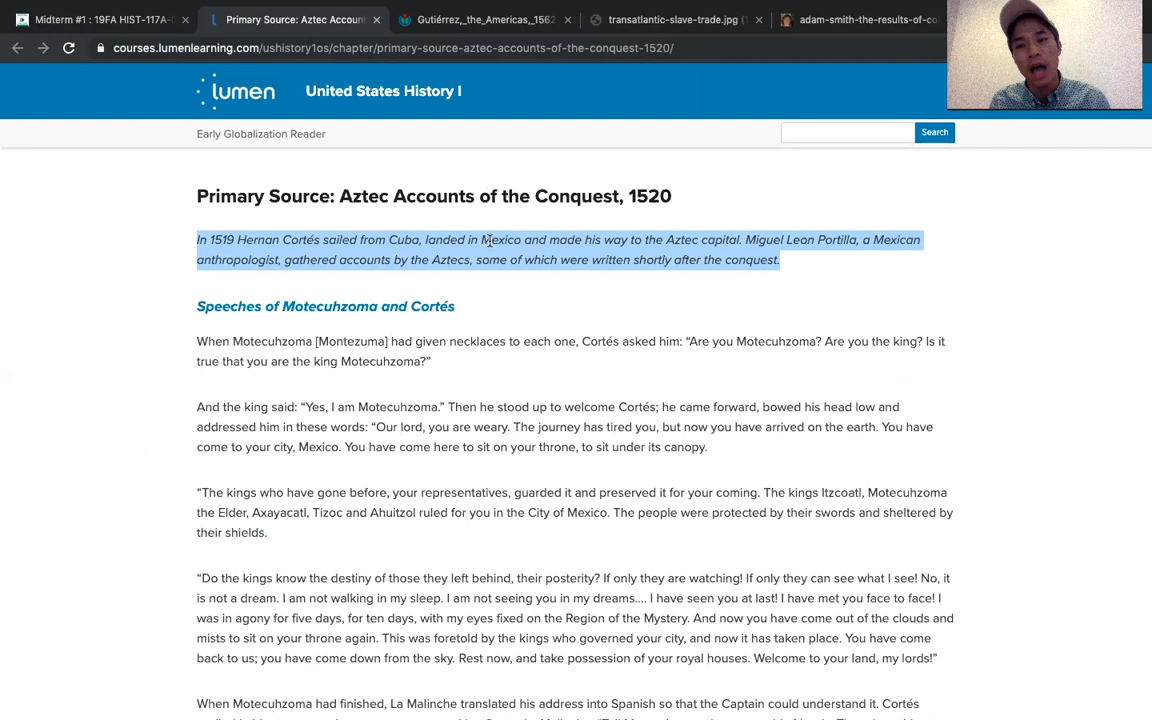 Midterm #1 : 19FA HIST-117A-
Primary Source: Aztec Accoun
Gutiérrez,_the_Americas,_1562
transatlantic-slave-trade.jpg (1
adam-smith-the-results-of-co
courses.lumenlearning.com/ushistory1os/chapter/primary-source-aztec-accounts-of-the-conquest-1520/
lumen United States History I
Early Globalization Reader
Search
Primary Source: Aztec Accounts of the Conquest, 1520
In 1519 Hernan Cortés sailed from Cuba, landed in Mexico and made his way to the Aztec capital. Miguel Leon Portilla, a Mexican
anthropologist, gathered accounts by the Aztecs, some of which were written shortly after the conquest.
Speeches of Motecuhzoma and Cortés
When Motecuhzoma [Montezuma] had given necklaces to each one, Cortés asked him: “Are you Motecuhzoma? Are you the king? Is it
true that you are the king Motecuhzoma?”
And the king said: “Yes, I am Motecuhzoma.” Then he stood up to welcome Cortés; he came forward, bowed his head low and
addressed him in these words: “Our lord, you are weary. The journey has tired you, but now you have arrived on the earth. You have
come to your city, Mexico. You have come here to sit on your throne, to sit under its canopy.
“The kings who have gone before, your representatives, guarded it and preserved it for your coming. The kings Itzcoatl, Motecuhzoma
the Elder, Axayacatl, Tizoc and Ahuitzol ruled for you in the City of Mexico. The people were protected by their swords and sheltered by
their shields.
“Do the kings know the destiny of those they left behind, their posterity? If only they are watching! If only they can see what I see! No, it
is not a dream. I am not walking in my sleep. I am not seeing you in my dreams.... I have seen you at last! I have met you face to face! I
was in agony for five days, for ten days, with my eyes fixed on the Region of the Mystery. And now you have come out of the clouds and
mists to sit on your throne again. This was foretold by the kings who governed your city, and now it has taken place. You have come
back to us; you have come down from the sky. Rest now, and take possession of your royal houses. Welcome to your land, my lords!”
When Motecuhzoma had finished, La Malinche translated his address into Spanish so that the Captain could understand it. Cortés